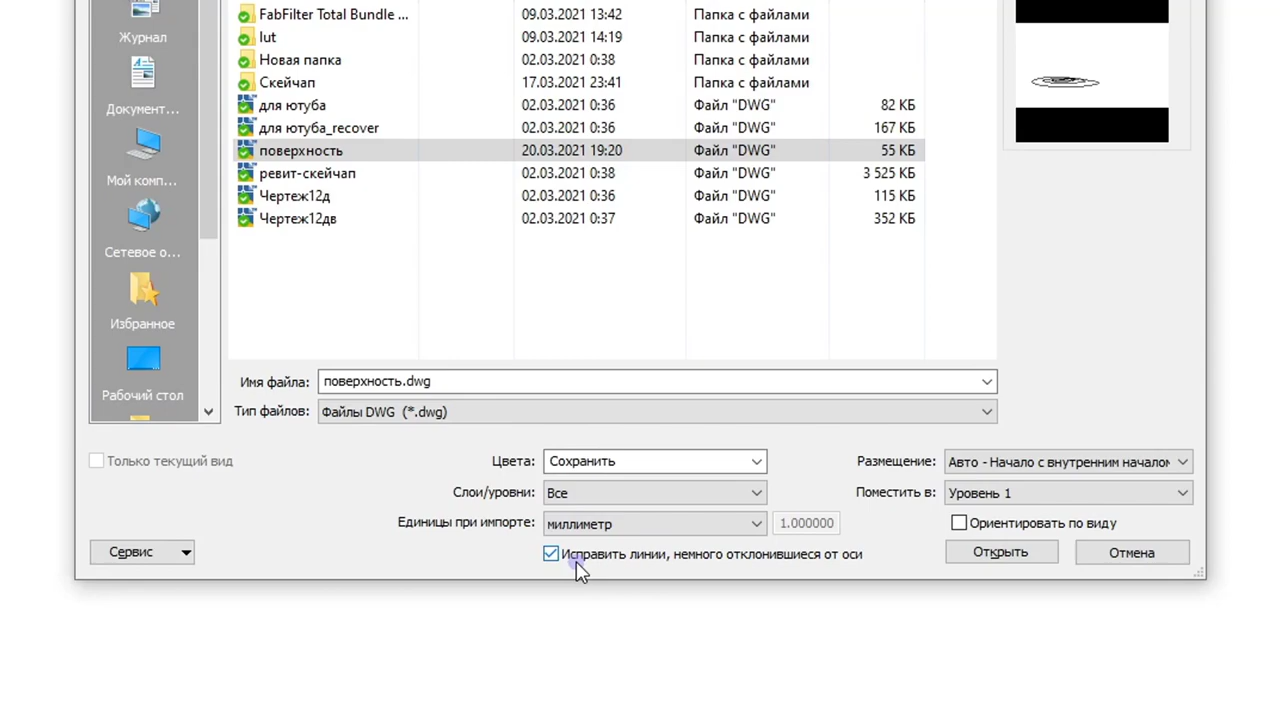 Журнал
Документ...
Мой комп...
Сетевое о...
Избранное
Рабочий стол
FabFilter Total Bundle ... 09.03.2021 13:42 Папка с файлами
lut 09.03.2021 14:19 Папка с файлами
Новая папка 02.03.2021 0:38 Папка с файлами
Скейчап 17.03.2021 23:41 Папка с файлами
для ютуба 02.03.2021 0:36 Файл "DWG" 82 КБ
для ютуба_recover 02.03.2021 0:36 Файл "DWG" 167 КБ
поверхность 20.03.2021 19:20 Файл "DWG" 55 КБ
ревит-скейчап 02.03.2021 0:38 Файл "DWG" 3 525 КБ
Чертеж12д 02.03.2021 0:36 Файл "DWG" 115 КБ
Чертеж12дв 02.03.2021 0:37 Файл "DWG" 352 КБ
Имя файла: поверхность.dwg
Тип файлов: Файлы DWG (*.dwg)
Только текущий вид Цвета: Сохранить Размещение: Авто - Начало с внутренним началом
Слои/уровни: Все Поместить в: Уровень 1
Единицы при импорте: миллиметр 1.000000 Ориентировать по виду
Сервис Исправить линии, немного отклонившиеся от оси Открыть Отмена